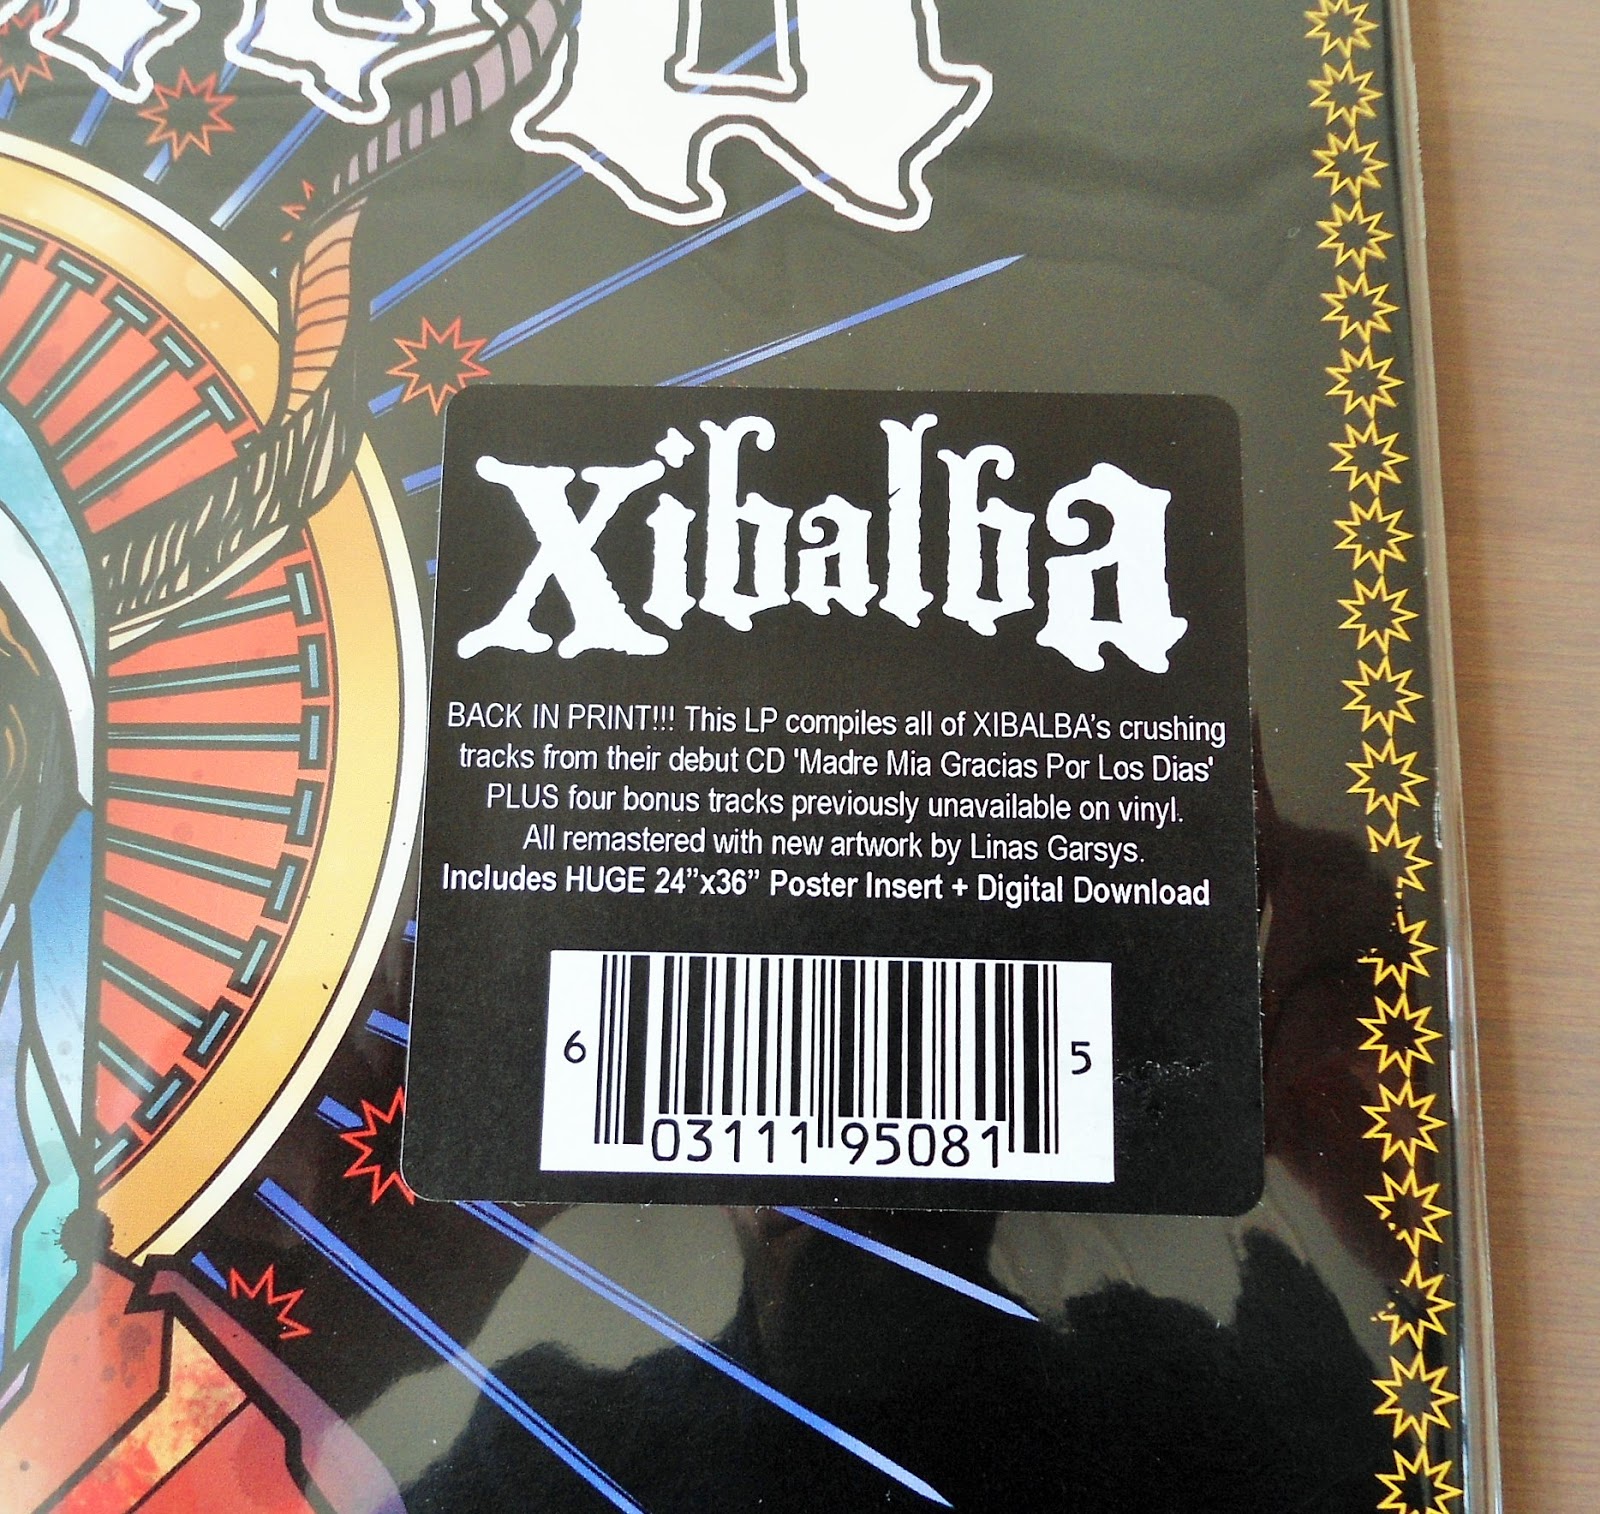 Xibalba
BACK IN PRINT!!! This LP compiles all of XIBALBA's crushing
tracks from their debut CD 'Madre Mia Gracias Por Los Dias'
PLUS four bonus tracks previously unavailable on vinyl.
All remastered with new artwork by Linas Garsys.
Includes HUGE 24”x36” Poster Insert + Digital Download
6 03111 95081 5